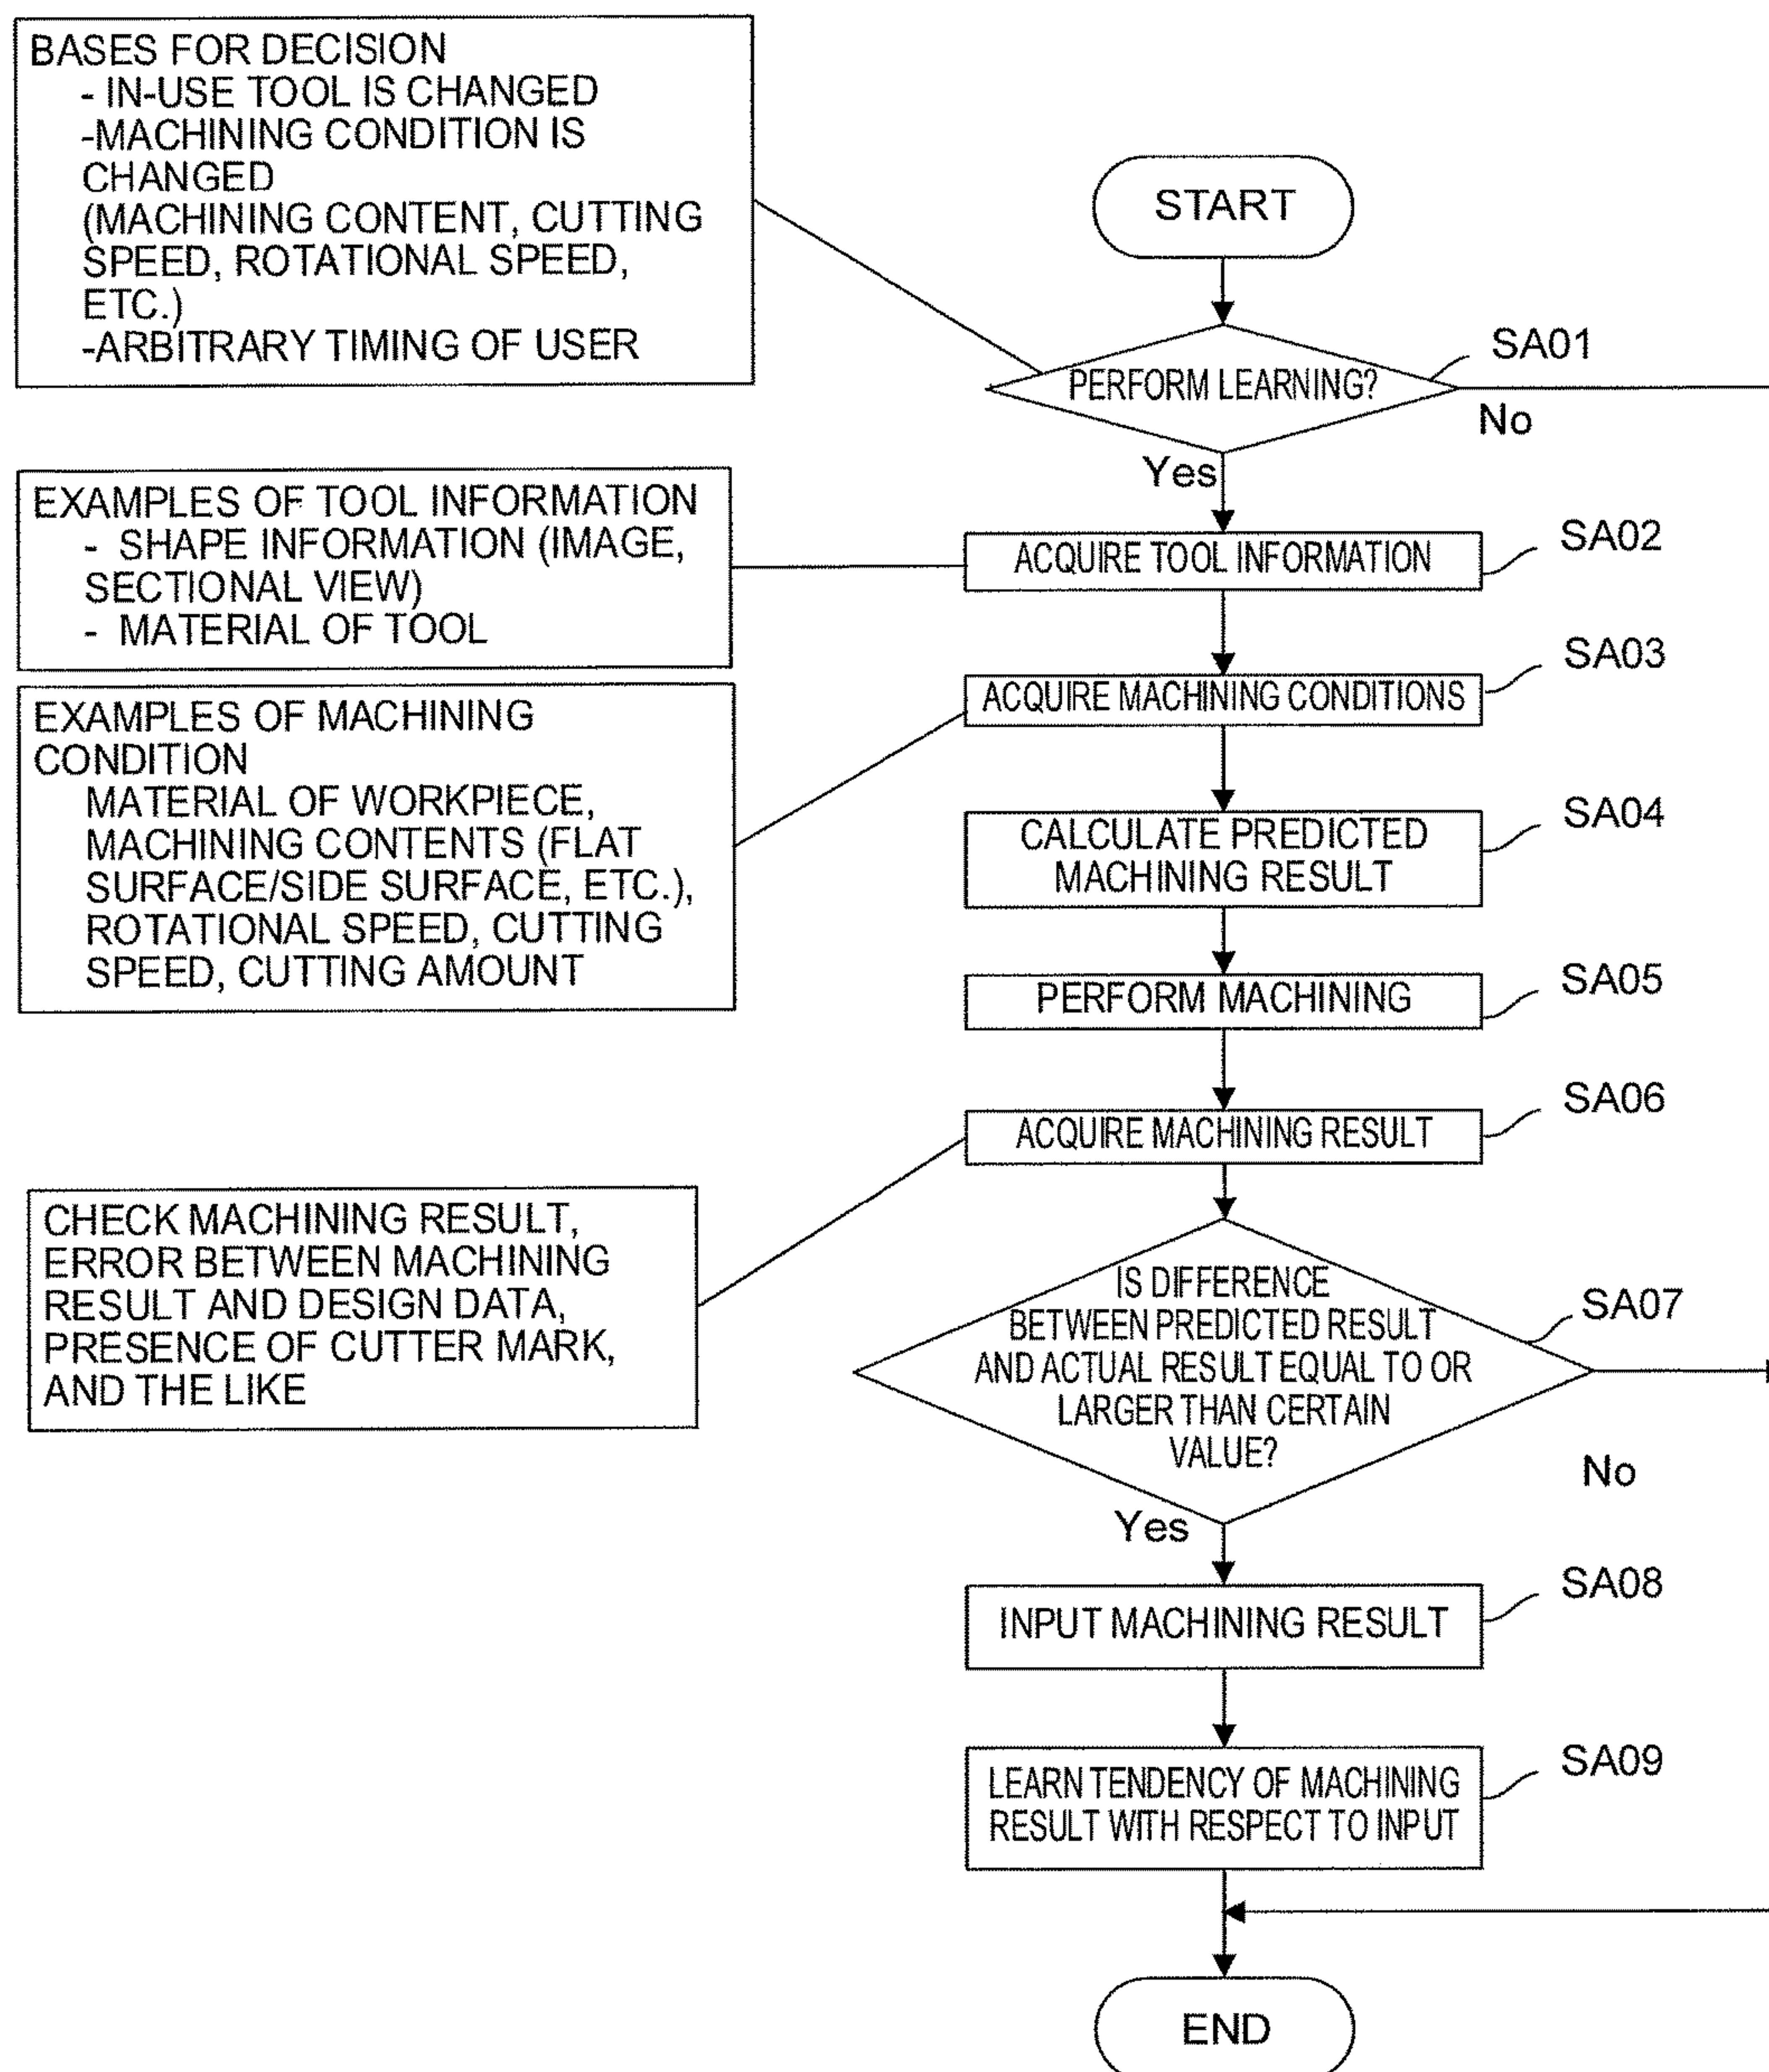 BASES FOR DECISION
- IN-USE TOOL IS CHANGED
-MACHINING CONDITION IS
CHANGED
(MACHINING CONTENT, CUTTING
SPEED, ROTATIONAL SPEED,
ETC.)
-ARBITRARY TIMING OF USER
START
PERFORM LEARNING?
SA01
No
Yes
EXAMPLES OF TOOL INFORMATION
- SHAPE INFORMATION (IMAGE,
SECTIONAL VIEW)
- MATERIAL OF TOOL
ACQUIRE TOOL INFORMATION
SA02
EXAMPLES OF MACHINING
CONDITION
MATERIAL OF WORKPIECE,
MACHINING CONTENTS (FLAT
SURFACE/SIDE SURFACE, ETC.),
ROTATIONAL SPEED, CUTTING
SPEED, CUTTING AMOUNT
ACQUIRE MACHINING CONDITIONS
SA03
CALCULATE PREDICTED
MACHINING RESULT
SA04
PERFORM MACHINING
SA05
ACQUIRE MACHINING RESULT
SA06
CHECK MACHINING RESULT,
ERROR BETWEEN MACHINING
RESULT AND DESIGN DATA,
PRESENCE OF CUTTER MARK,
AND THE LIKE
IS DIFFERENCE
BETWEEN PREDICTED RESULT
AND ACTUAL RESULT EQUAL TO OR
LARGER THAN CERTAIN
VALUE?
SA07
No
Yes
INPUT MACHINING RESULT
SA08
LEARN TENDENCY OF MACHINING
RESULT WITH RESPECT TO INPUT
SA09
END